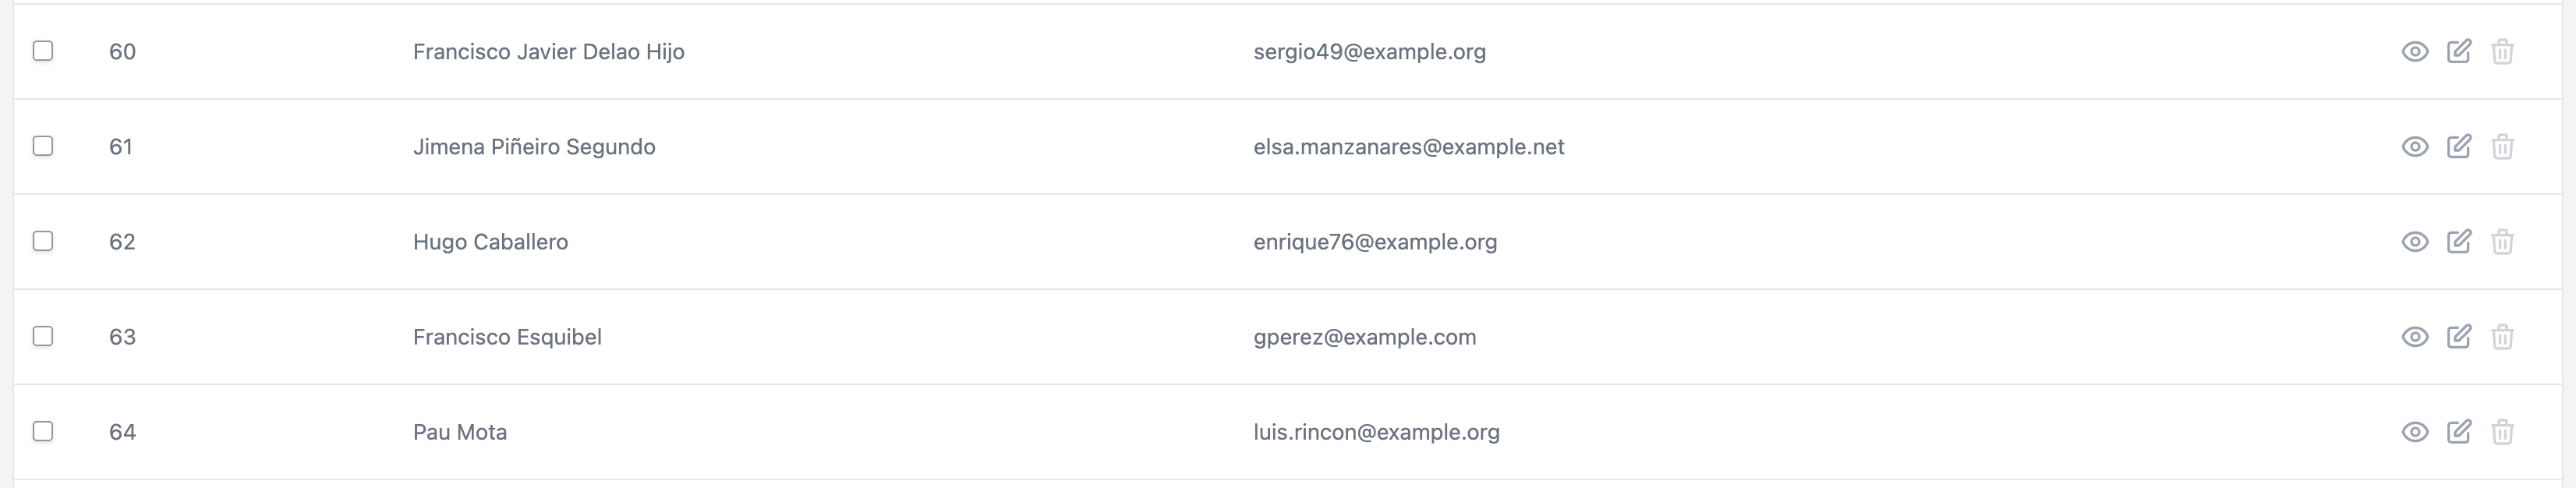 60 Francisco Javier Delao Hijo sergio49@example.org
61 Jimena Piñeiro Segundo elsa.manzanares@example.net
62 Hugo Caballero enrique76@example.org
63 Francisco Esquibel gperez@example.com
64 Pau Mota luis.rincon@example.org